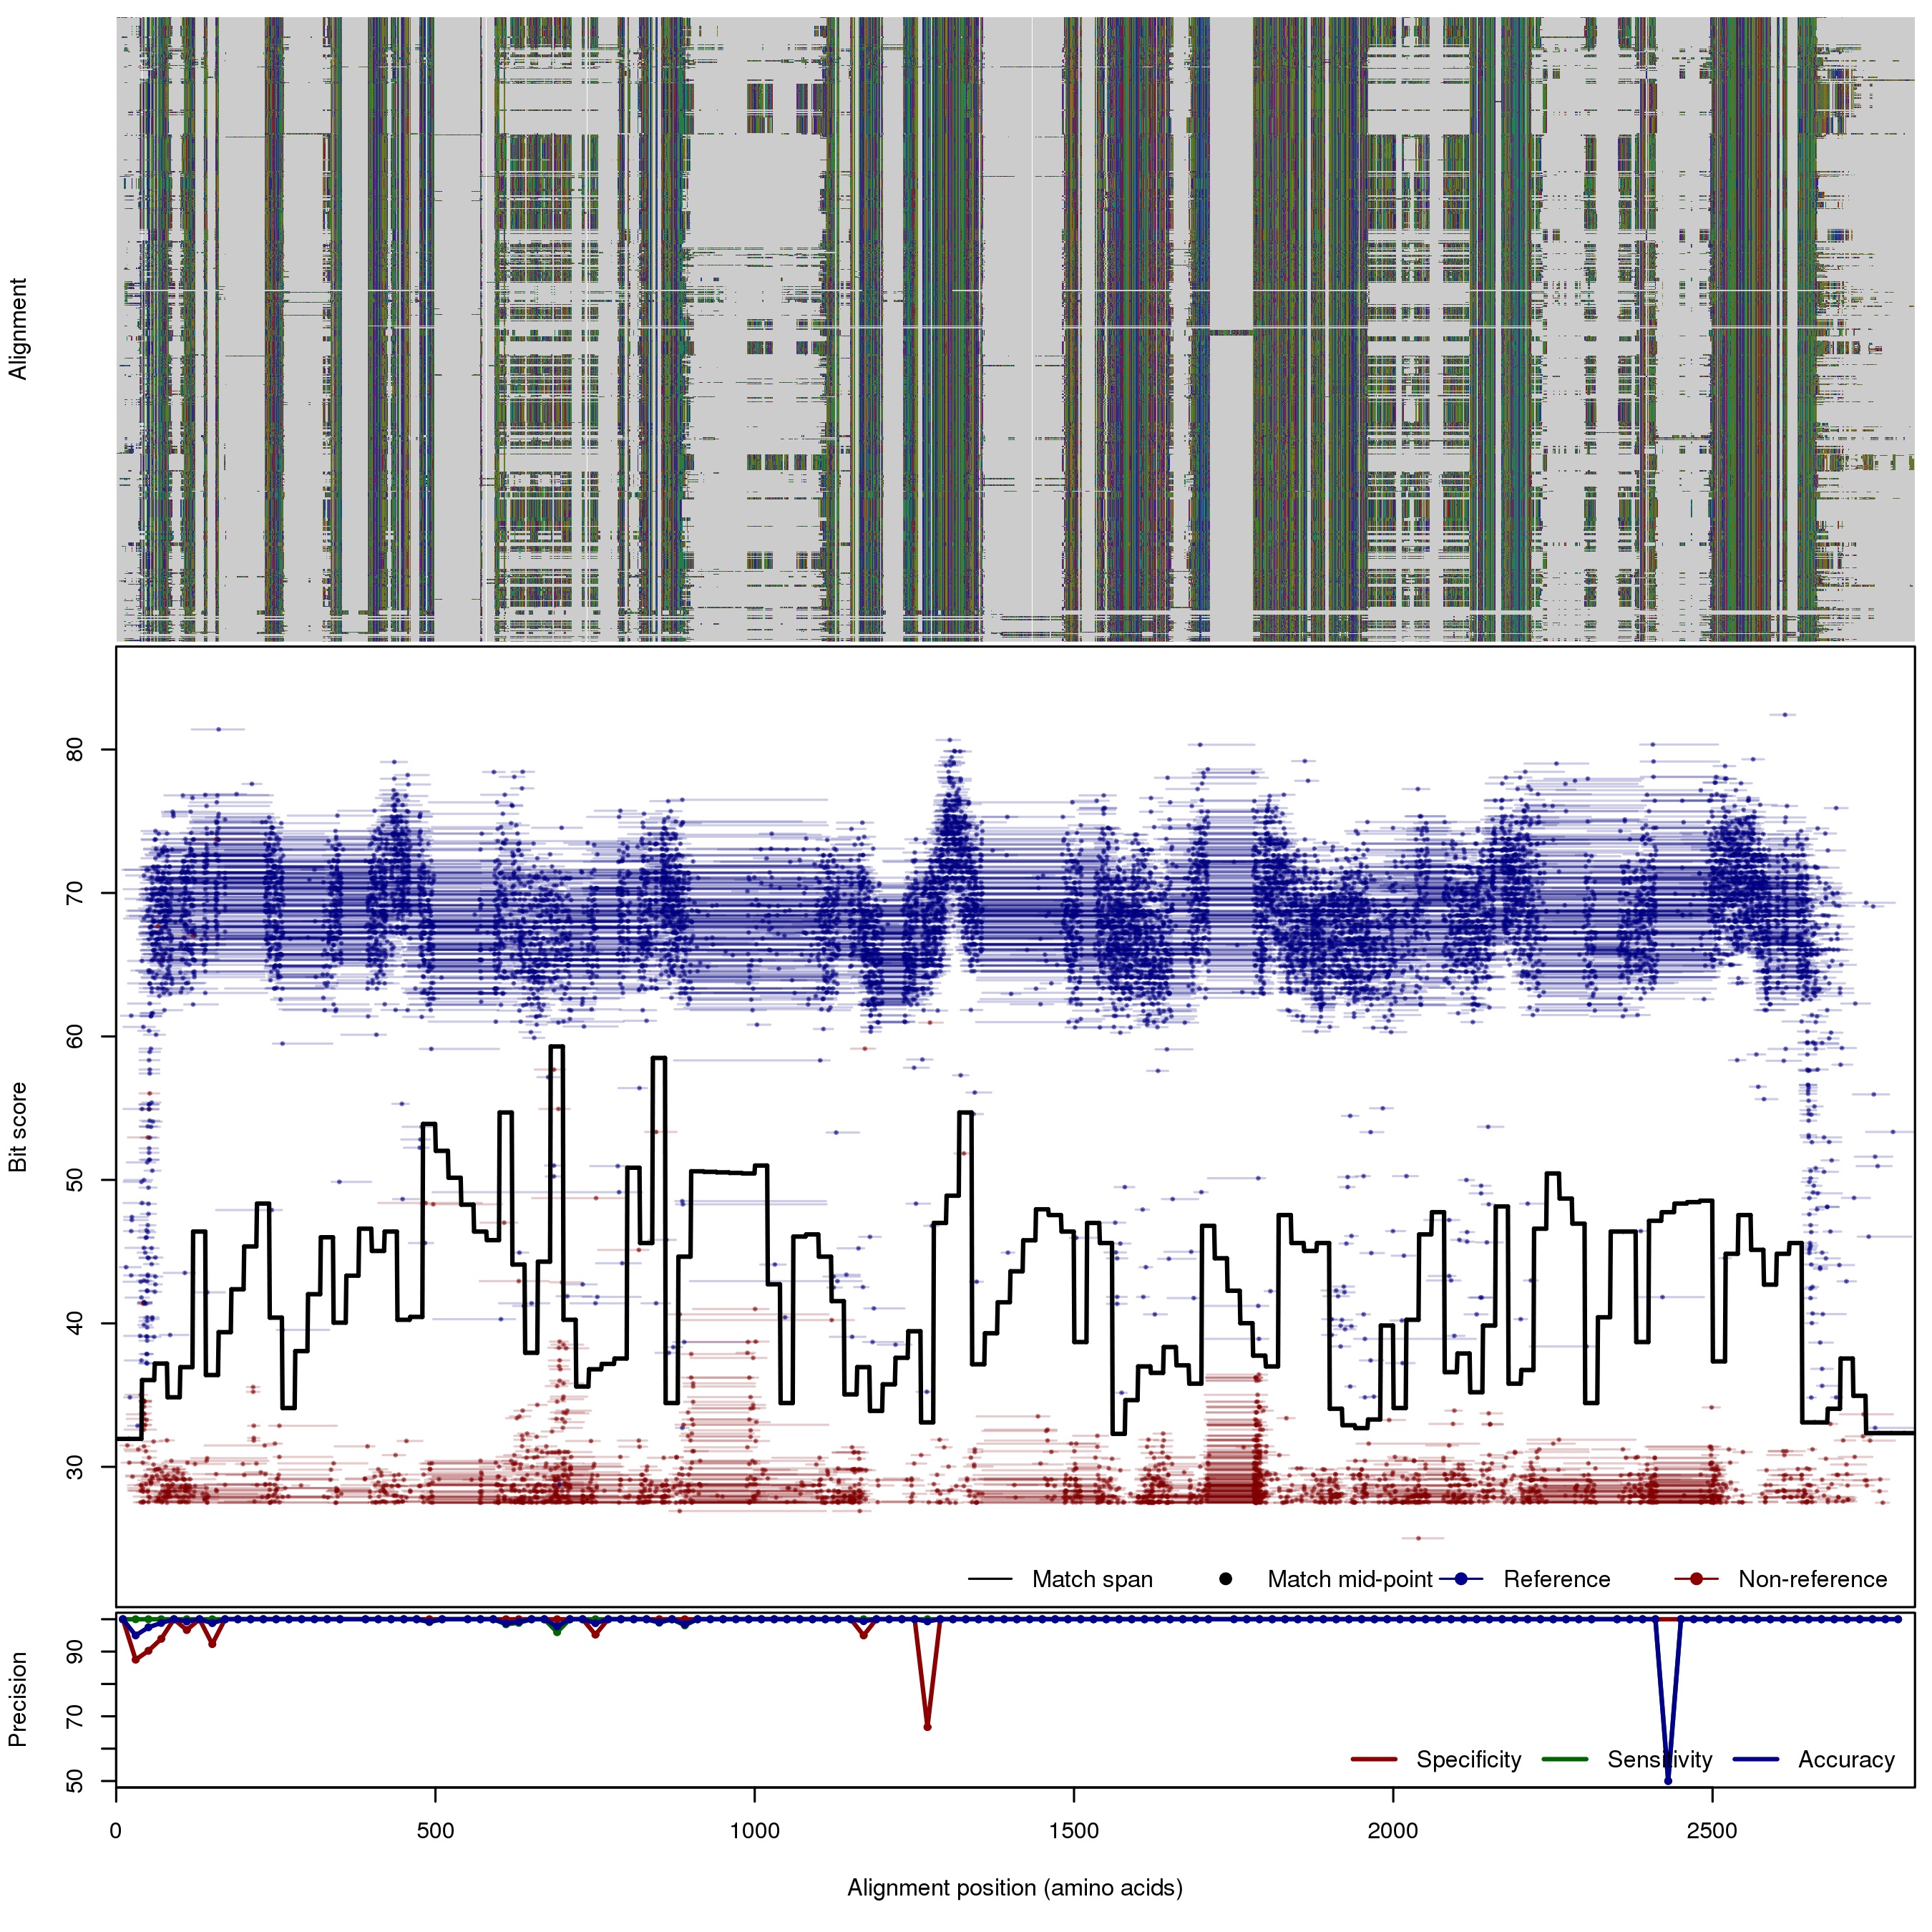 Alignment
80
70
60
50
40
30
Bit score
Match span
Match mid-point
Reference
Non-reference
90
70
50
Precision
Specificity
Sensitivity
Accuracy
0
500
1000
1500
2000
2500
Alignment position (amino acids)